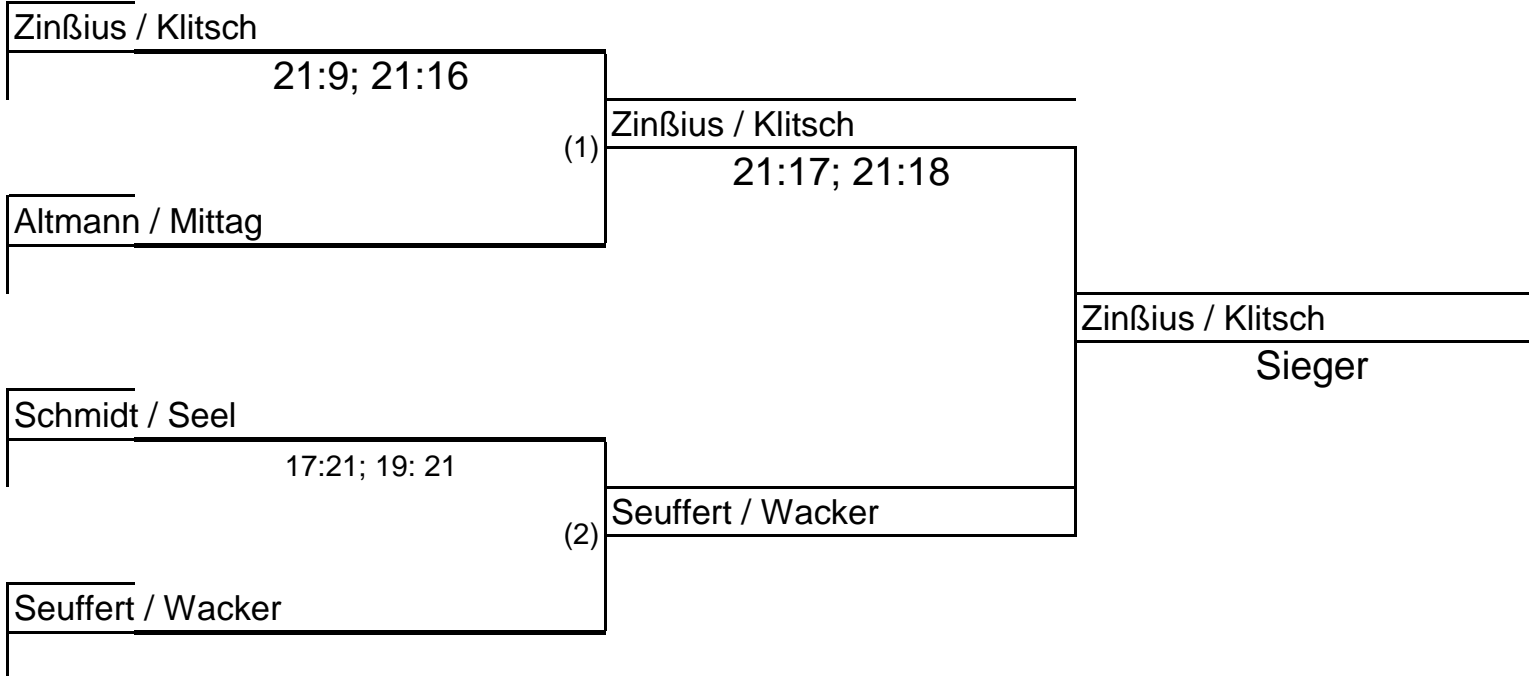 Zinßius / Klitsch
21:9; 21:16
Zinßius / Klitsch
(1)
21:17; 21:18
Altmann / Mittag
Zinßius / Klitsch
Sieger
Schmidt / Seel
17:21; 19: 21
Seuffert / Wacker
(2)
Seuffert / Wacker